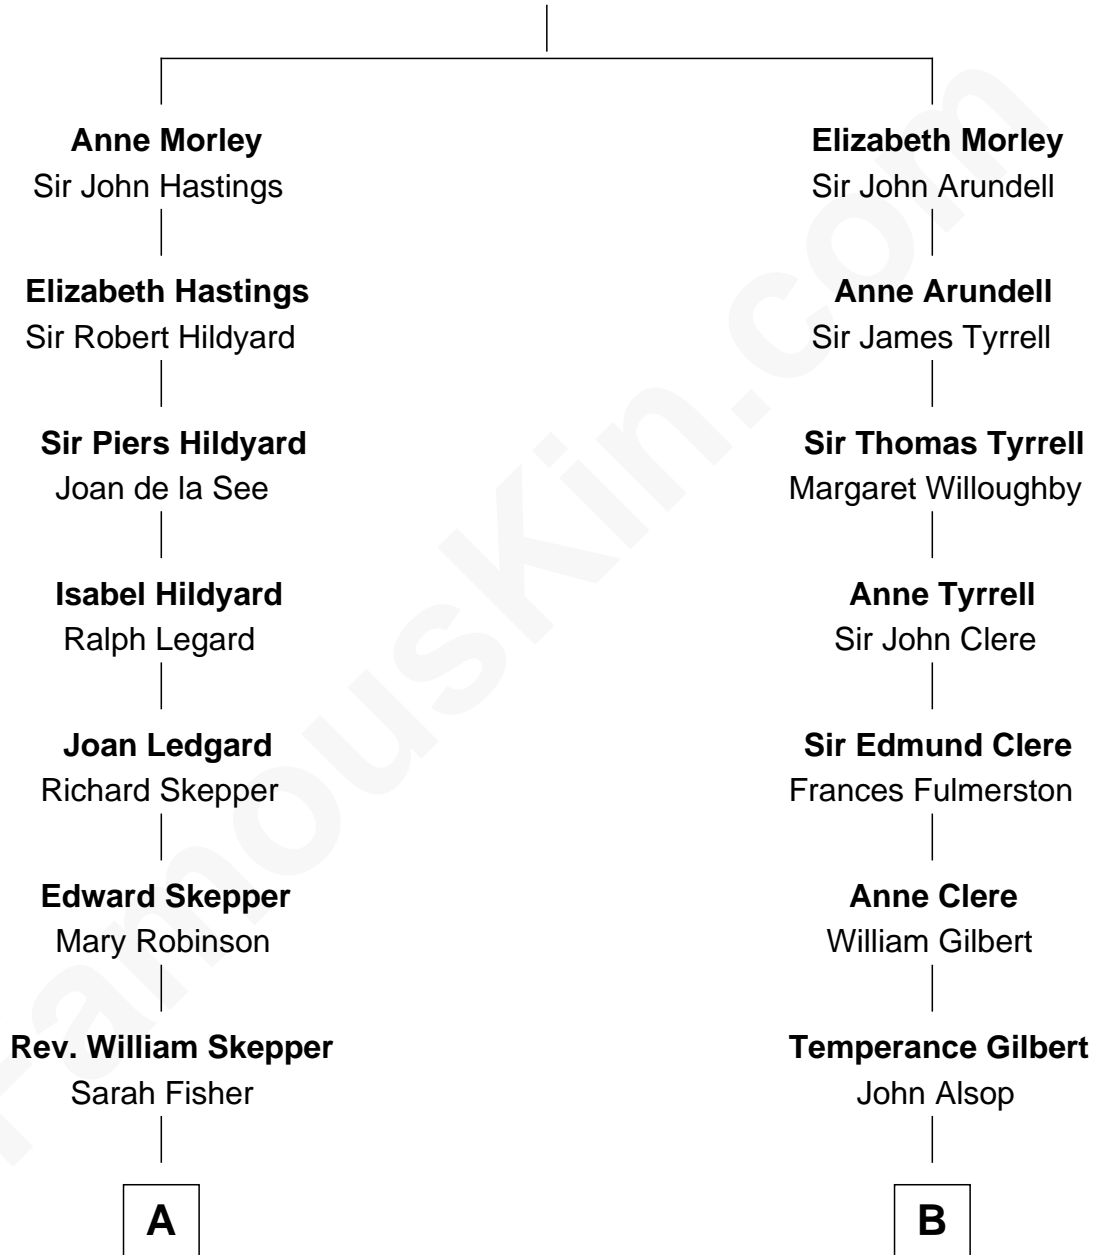 Anne Morley
Sir John Hastings
Elizabeth Hastings
Sir Robert Hildyard
Sir Piers Hildyard
Joan de la See
Isabel Hildyard
Ralph Legard
Joan Ledgard
Richard Skepper
Edward Skepper
Mary Robinson
Rev. William Skepper
Sarah Fisher
A
Elizabeth Morley
Sir John Arundell
Anne Arundell
Sir James Tyrrell
Sir Thomas Tyrrell
Margaret Willoughby
Anne Tyrrell
Sir John Clere
Sir Edmund Clere
Frances Fulmerston
Anne Clere
William Gilbert
Temperance Gilbert
John Alsop
B
FamousKin.com